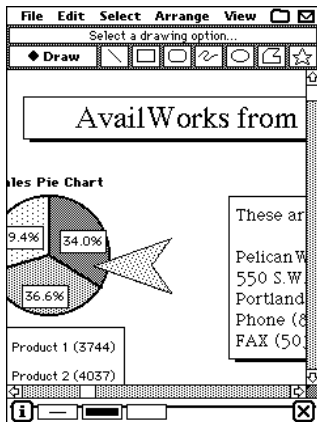 File Edit Select Arrange View
Select a drawing option...
Draw
AvailWorks from
les Pie Chart
9.4%
34.0%
36.6%
Product 1 (3744)
Product 2 (4037)
These ar
Pelican W
550 S.W.
Portland
Phone (8
FAX (50
i